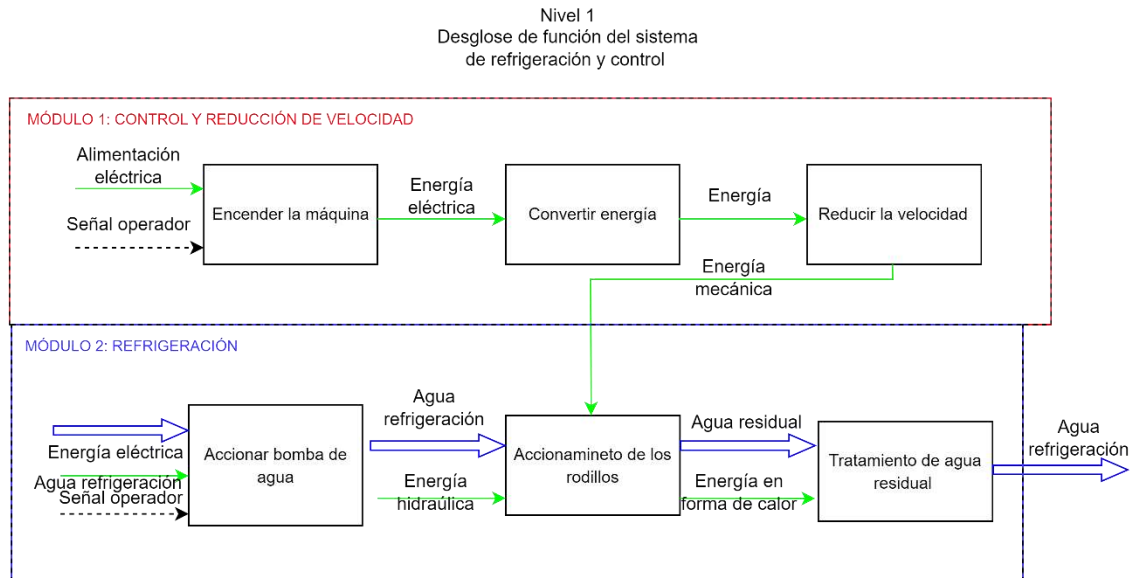 Nivel 1
Desglose de función del sistema
de refrigeración y control
MÓDULO 1: CONTROL Y REDUCCIÓN DE VELOCIDAD
Alimentación
eléctrica
Señal operador
Encender la máquina
Energía
eléctrica
Convertir energía
Energía
Reducir la velocidad
Energía
mecánica
MÓDULO 2: REFRIGERACIÓN
Energía eléctrica
Agua refrigeración
Señal operador
Accionar bomba de
agua
Agua
refrigeración
Energía
hidraúlica
Accionamineto de los
rodillos
Agua residual
Energía en
forma de calor
Tratamiento de agua
residual
Agua
refrigeración